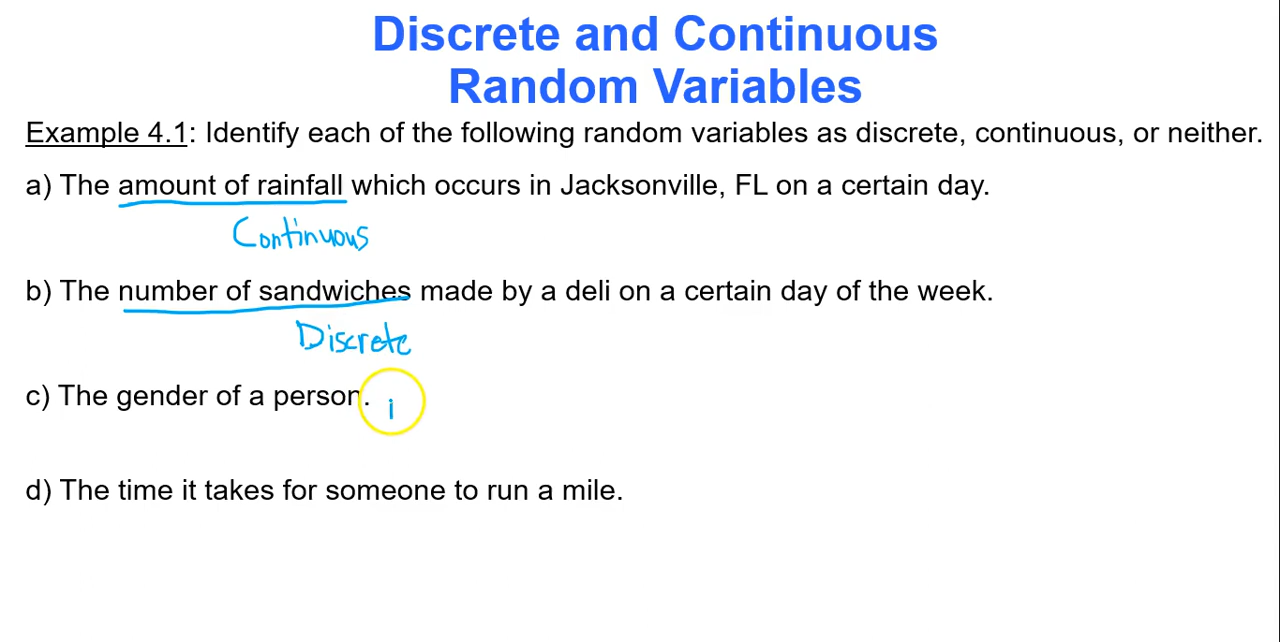 Discrete and Continuous
Random Variables
Example 4.1: Identify each of the following random variables as discrete, continuous, or neither.
a) The amount of rainfall which occurs in Jacksonville, FL on a certain day.
Continuous
b) The number of sandwiches made by a deli on a certain day of the week.
Discrete
c) The gender of a person.
d) The time it takes for someone to run a mile.